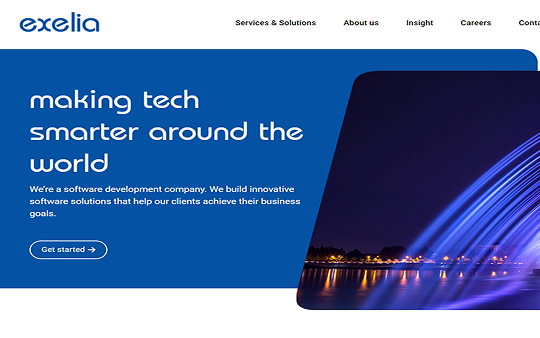 exelia
Services & Solutions
About us
Insight
Careers
making tech
smarter around the
world
We're a software development company. We build innovative
software solutions that help our clients achieve their business
goals.
Get started →